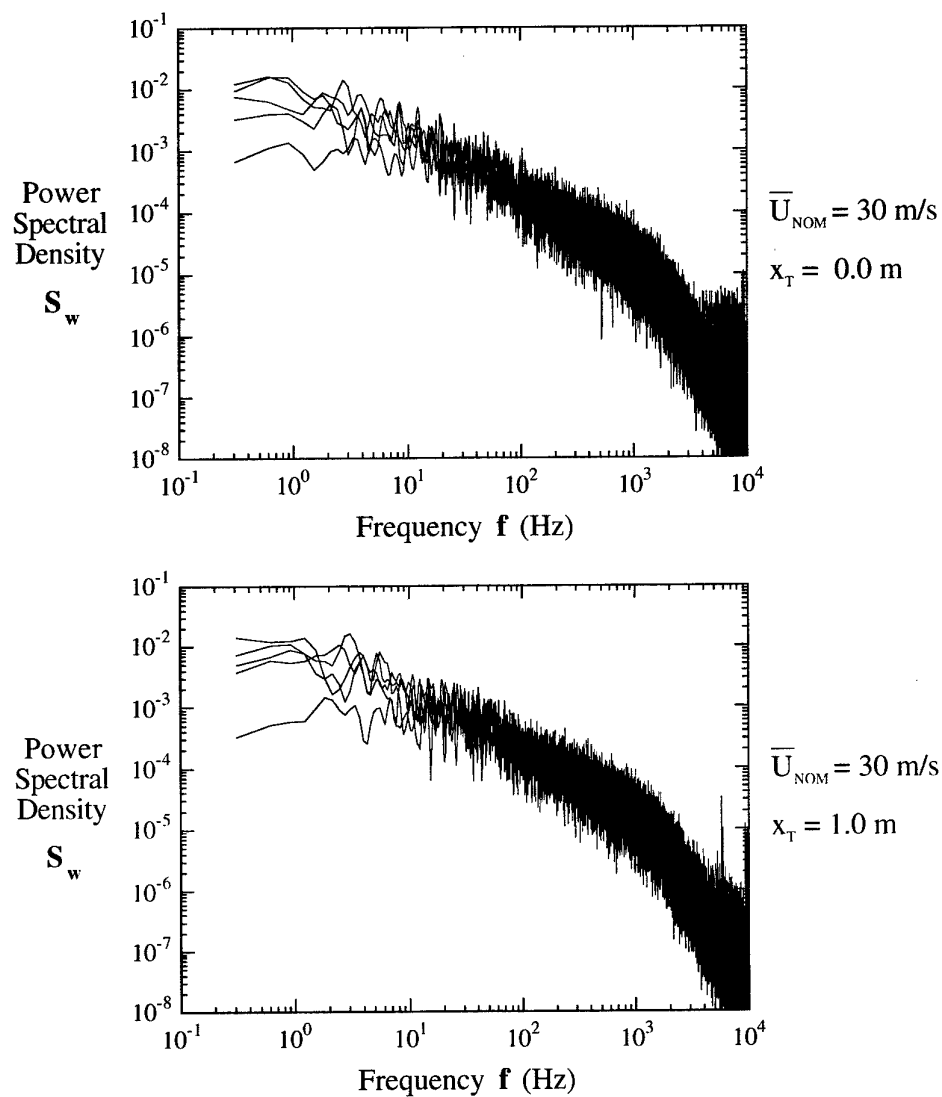 10⁻¹
10⁻²
10⁻³
10⁻⁴
10⁻⁵
10⁻⁶
10⁻⁷
10⁻⁸
Power
Spectral
Density
S_w
10⁻¹ 10⁰ 10¹ 10² 10³ 10⁴
Frequency f (Hz)
U̅_NOM = 30 m/s
x_T = 0.0 m
10⁻¹
10⁻²
10⁻³
10⁻⁴
10⁻⁵
10⁻⁶
10⁻⁷
10⁻⁸
Power
Spectral
Density
S_w
10⁻¹ 10⁰ 10¹ 10² 10³ 10⁴
Frequency f (Hz)
U̅_NOM = 30 m/s
x_T = 1.0 m